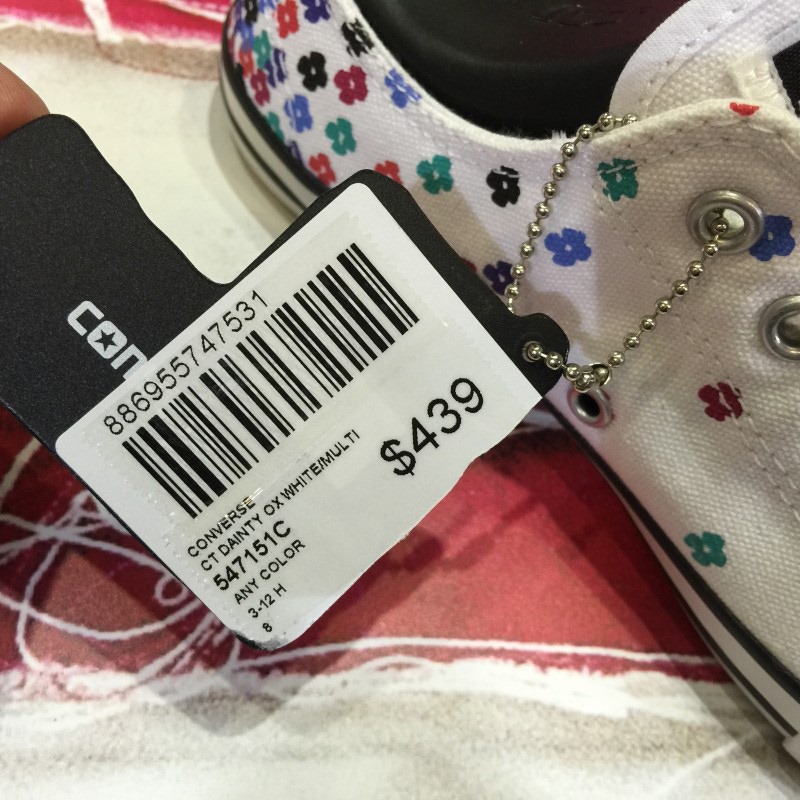 CON
886955747531
$439
CONVERSE
CT DAINTY OX WHITE/MULTI
547151C
ANY COLOR
3-12 H
8